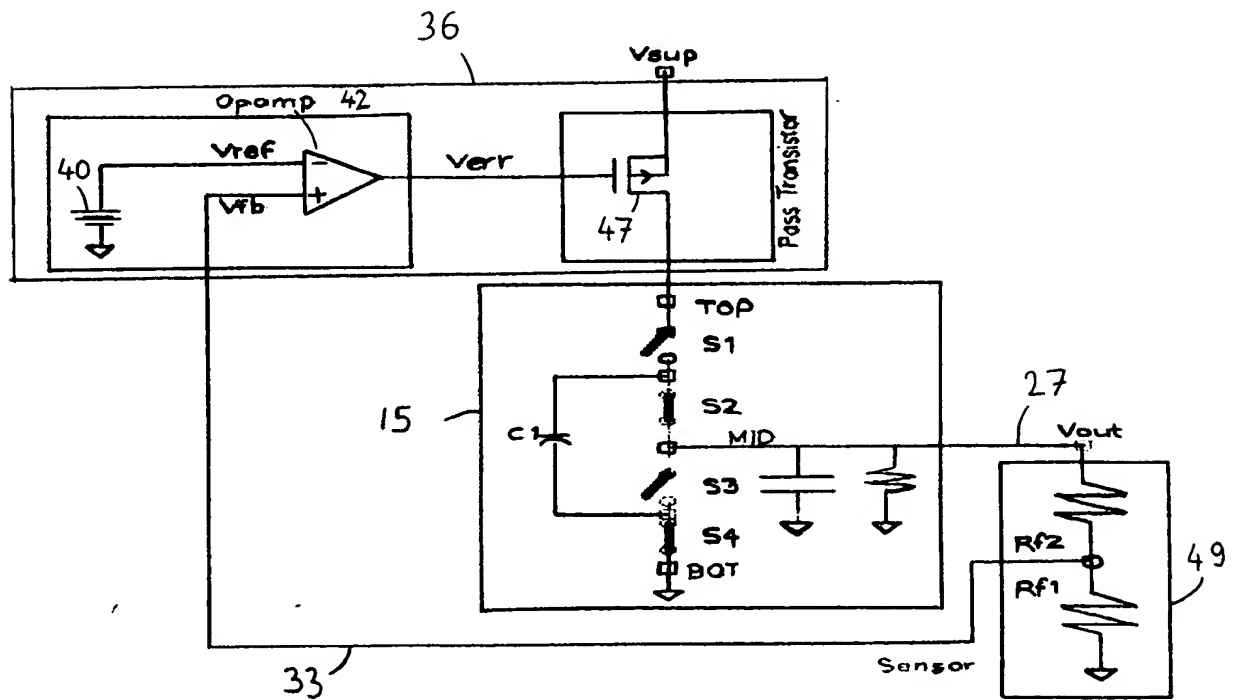 36
Vsup
Opamp 42
Vref
40
Vfb
Verr
47
Pass Transistor
TOP
S1
15
S2
C1
MID
27
Vout
S3
S4
BOT
Rf2
Rf1
49
Sensor
33